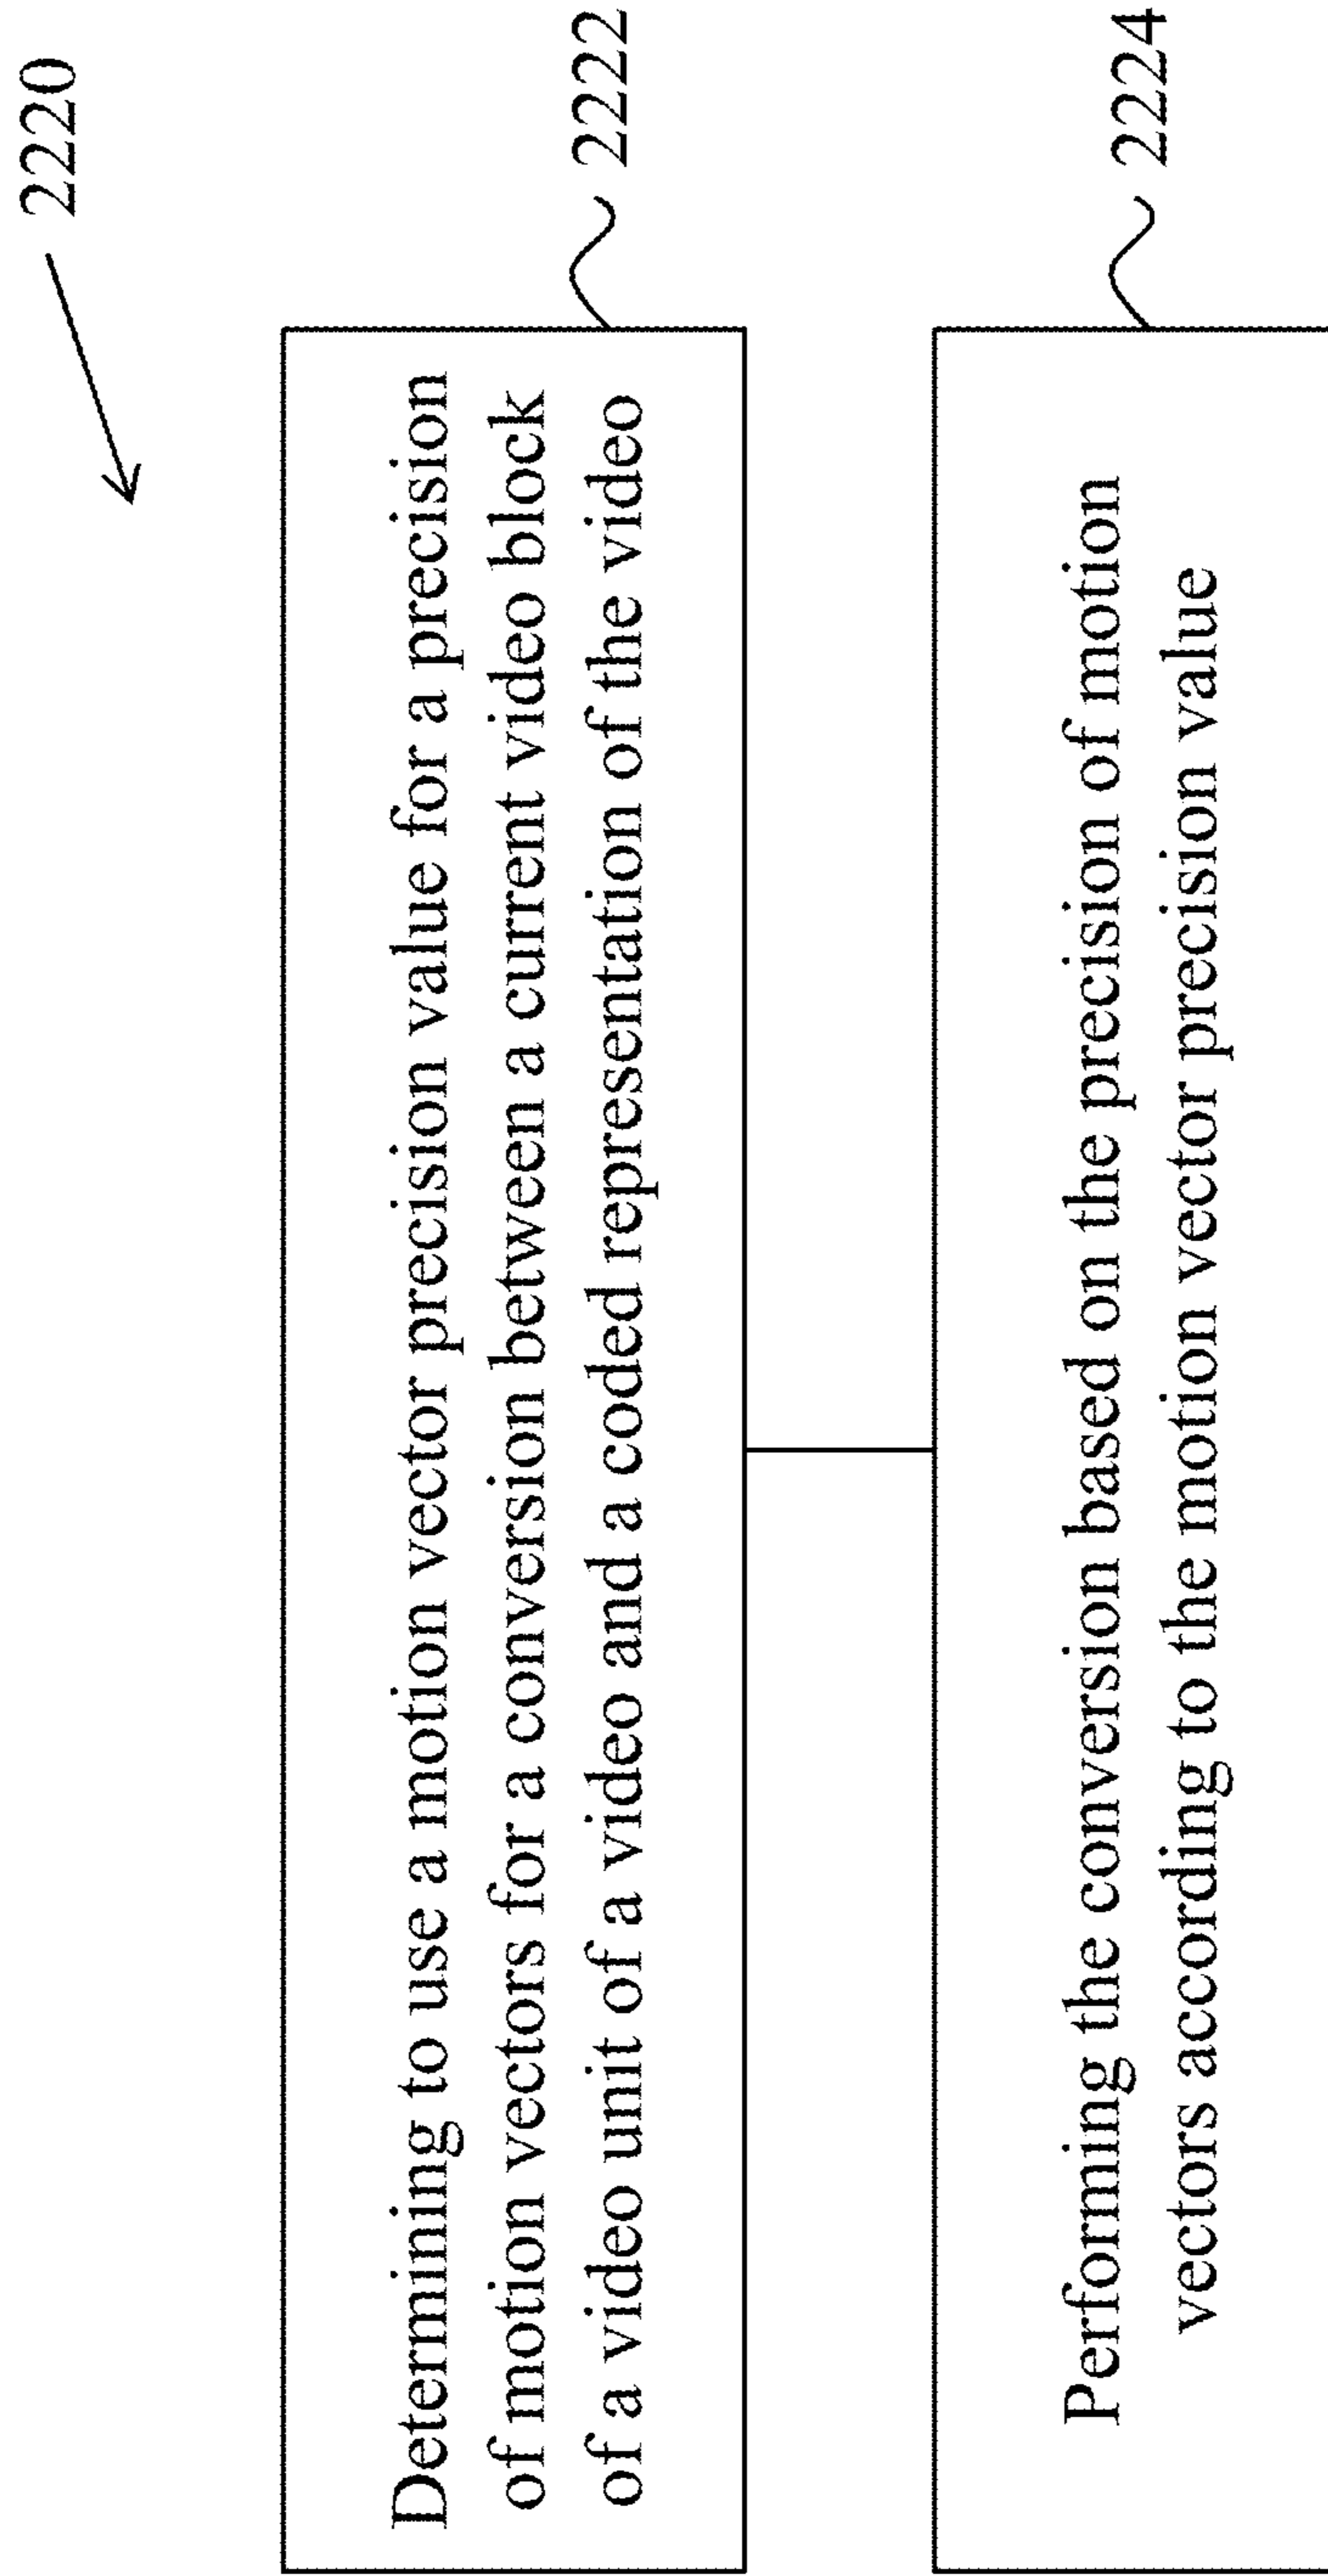 2220
Determining to use a motion vector precision value for a precision
of motion vectors for a conversion between a current video block
of a video unit of a video and a coded representation of the video
2222
Performing the conversion based on the precision of motion
vectors according to the motion vector precision value
2224